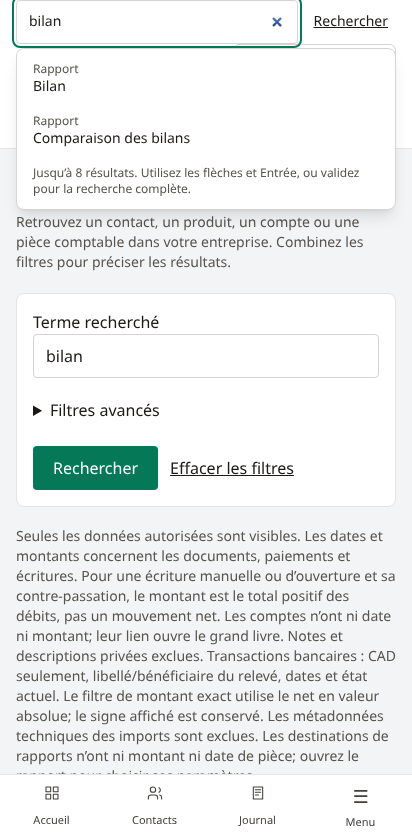 bilan
Rechercher
Rapport
Bilan
Rapport
Comparaison des bilans
Jusqu’à 8 résultats. Utilisez les flèches et Entrée, ou validez
pour la recherche complète.
Retrouvez un contact, un produit, un compte ou une
pièce comptable dans votre entreprise. Combinez les
filtres pour préciser les résultats.
Terme recherché
bilan
Filtres avancés
Rechercher
Effacer les filtres
Seules les données autorisées sont visibles. Les dates et
montants concernent les documents, paiements et
écritures. Pour une écriture manuelle ou d’ouverture et sa
contre-passation, le montant est le total positif des
débits, pas un mouvement net. Les comptes n’ont ni date
ni montant; leur lien ouvre le grand livre. Notes et
descriptions privées exclues. Transactions bancaires : CAD
seulement, libellé/bénéficiaire du relevé, dates et état
actuel. Le filtre de montant exact utilise le net en valeur
absolue; le signe affiché est conservé. Les métadonnées
techniques des imports sont exclues. Les destinations de
rapports n’ont ni montant ni date de pièce; ouvrez le
rapport pour choisir ses paramètres.
Accueil
Contacts
Journal
Menu